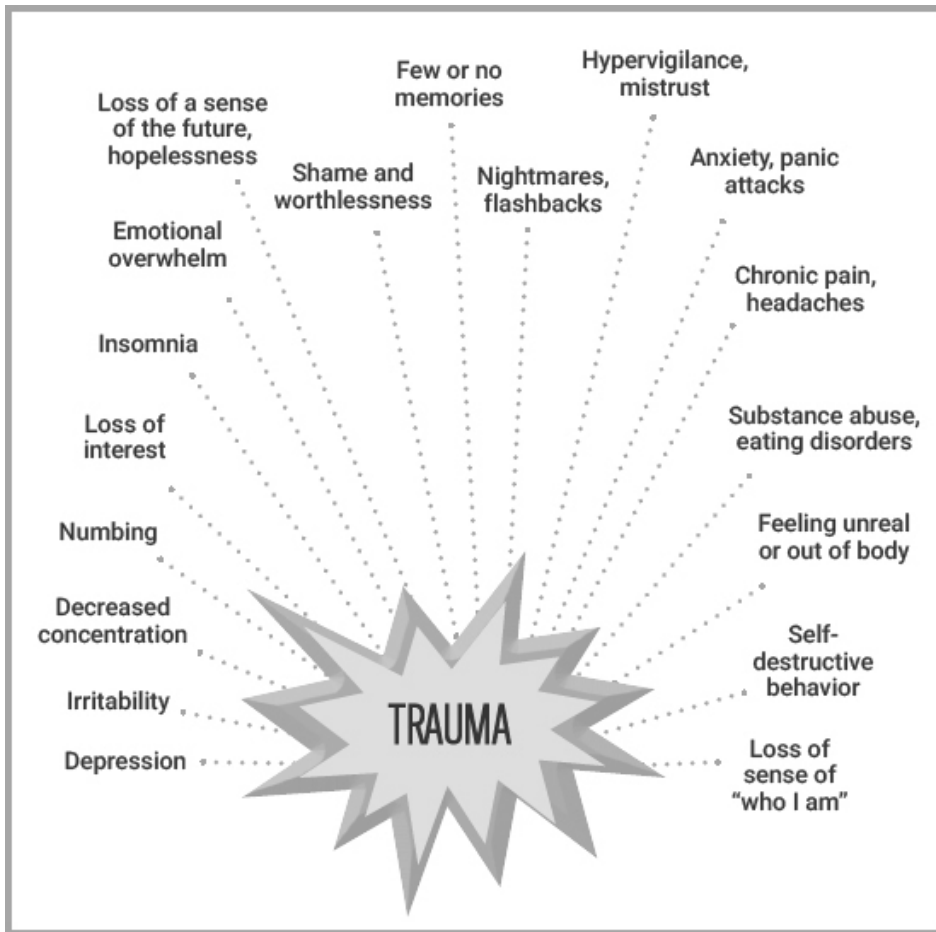 Few or no
memories
Hypervigilance,
mistrust
Loss of a sense
of the future,
hopelessness
Shame and
worthlessness
Nightmares,
flashbacks
Anxiety, panic
attacks
Emotional
overwhelm
Chronic pain,
headaches
Insomnia
Loss of
interest
Substance abuse,
eating disorders
Numbing
Feeling unreal
or out of body
Decreased
concentration
Self-
destructive
behavior
Irritability
TRAUMA
Depression
Loss of
sense of
“who I am”